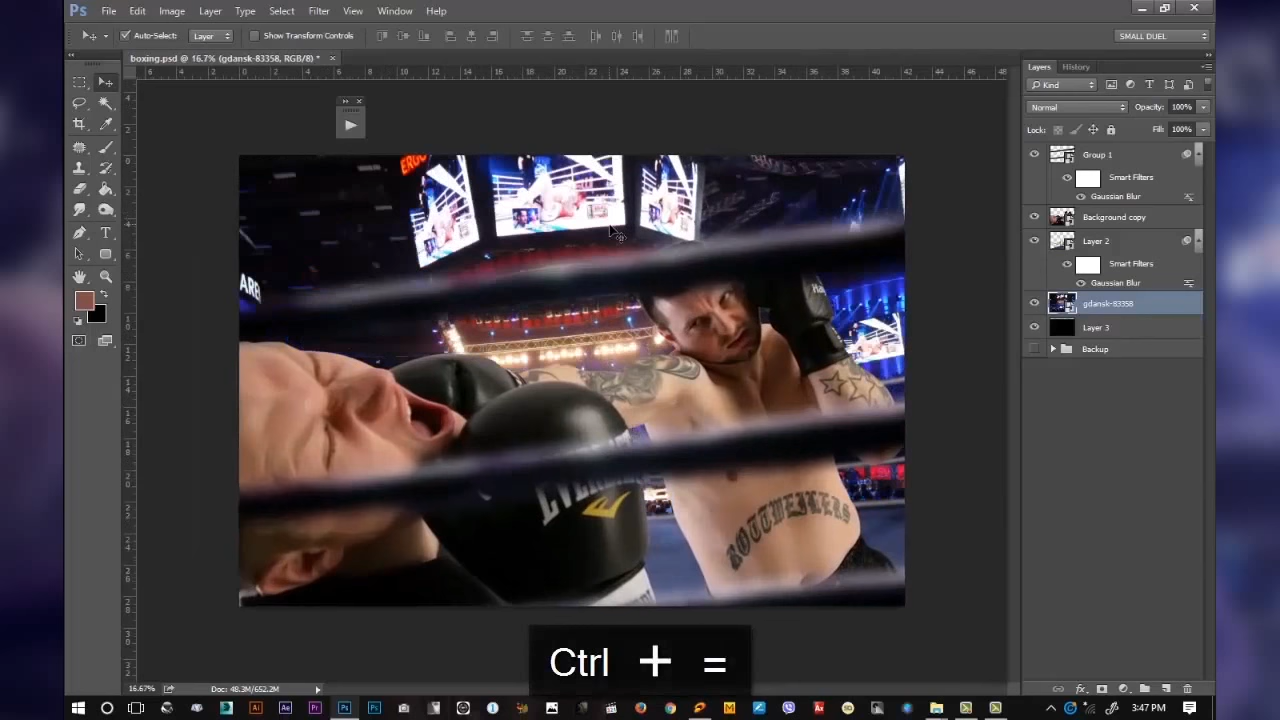 Ps File Edit Image Layer Type Select Filter View Window Help
Auto-Select: Layer Show Transform Controls SMALL DUEL
boxing.psd @ 16.7% (gdansk-83358, RGB/8) *
Layers History
Kind
Normal Opacity: 100%
Lock: Fill: 100%
Group 1
Smart Filters
Gaussian Blur
Background copy
Layer 2
Smart Filters
Gaussian Blur
gdansk-83358
Layer 3
Backup
ERGO
ROTTWEILERS
Ctrl + =
16.67% Doc: 48.3M/652.2M
3:47 PM